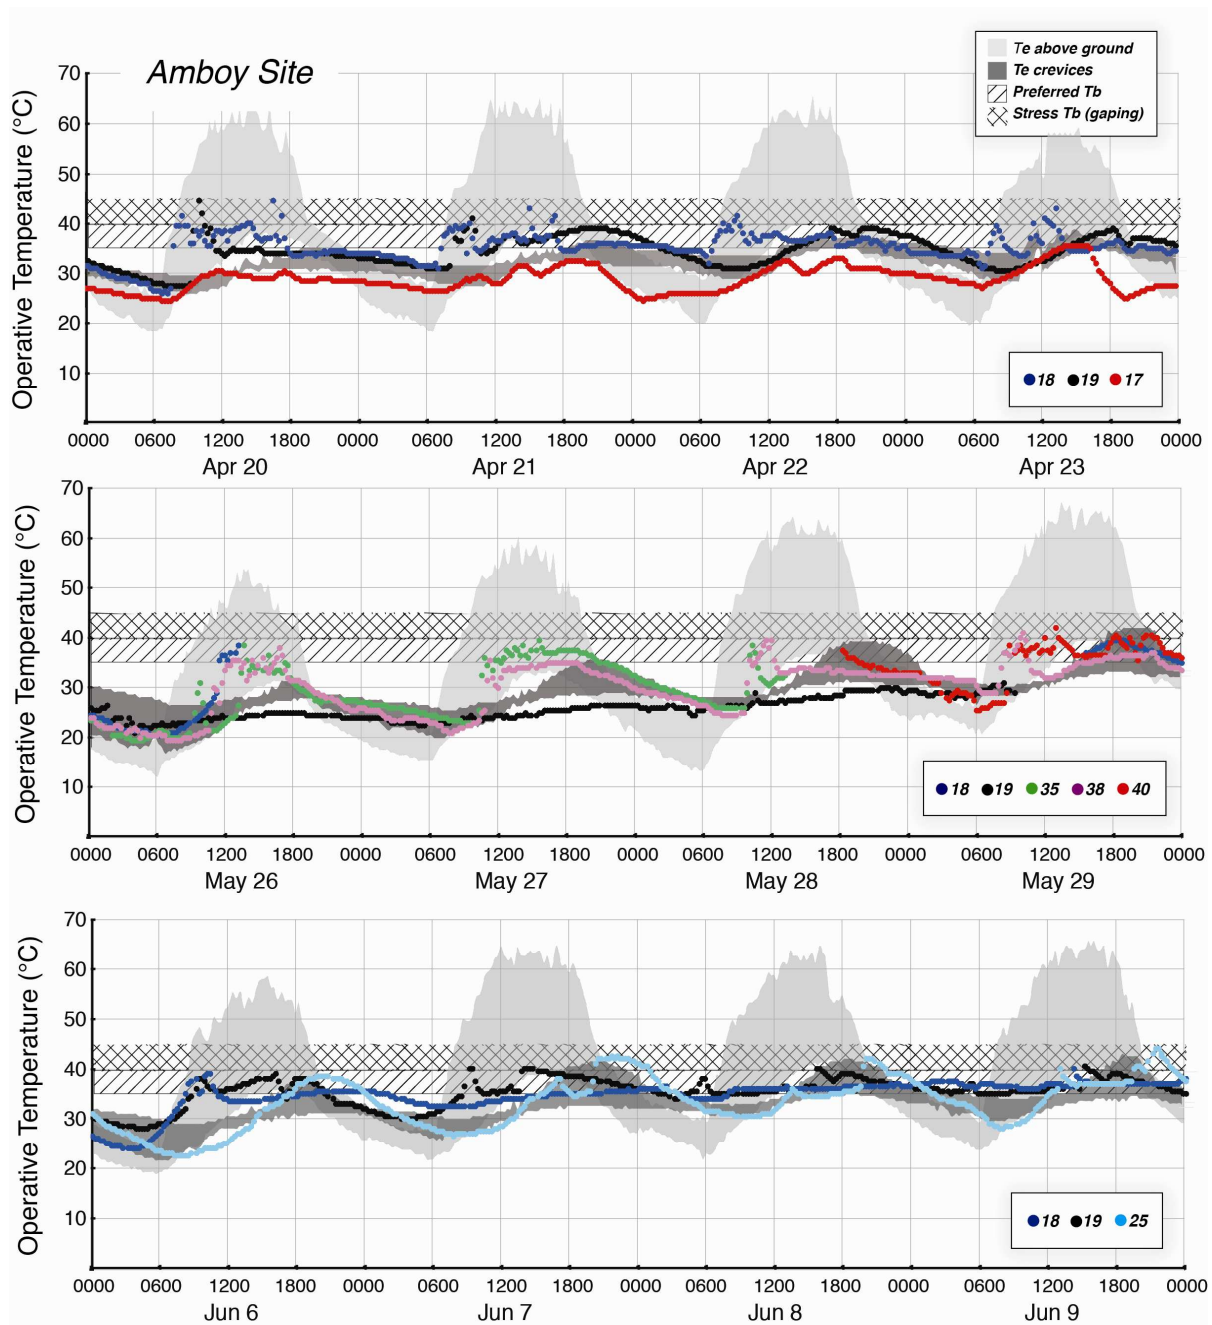 Amboy Site
Te above ground
Te crevices
Preferred Tb
Stress Tb (gaping)
Operative Temperature (°C)
70
60
50
40
30
20
10
18 19 17
0000 0600 1200 1800 0000 0600 1200 1800 0000 0600 1200 1800 0000 0600 1200 1800 0000
Apr 20 Apr 21 Apr 22 Apr 23
Operative Temperature (°C)
70
60
50
40
30
20
10
18 19 35 38 40
0000 0600 1200 1800 0000 0600 1200 1800 0000 0600 1200 1800 0000 0600 1200 1800 0000
May 26 May 27 May 28 May 29
Operative Temperature (°C)
70
60
50
40
30
20
10
18 19 25
0000 0600 1200 1800 0000 0600 1200 1800 0000 0600 1200 1800 0000 0600 1200 1800 0000
Jun 6 Jun 7 Jun 8 Jun 9